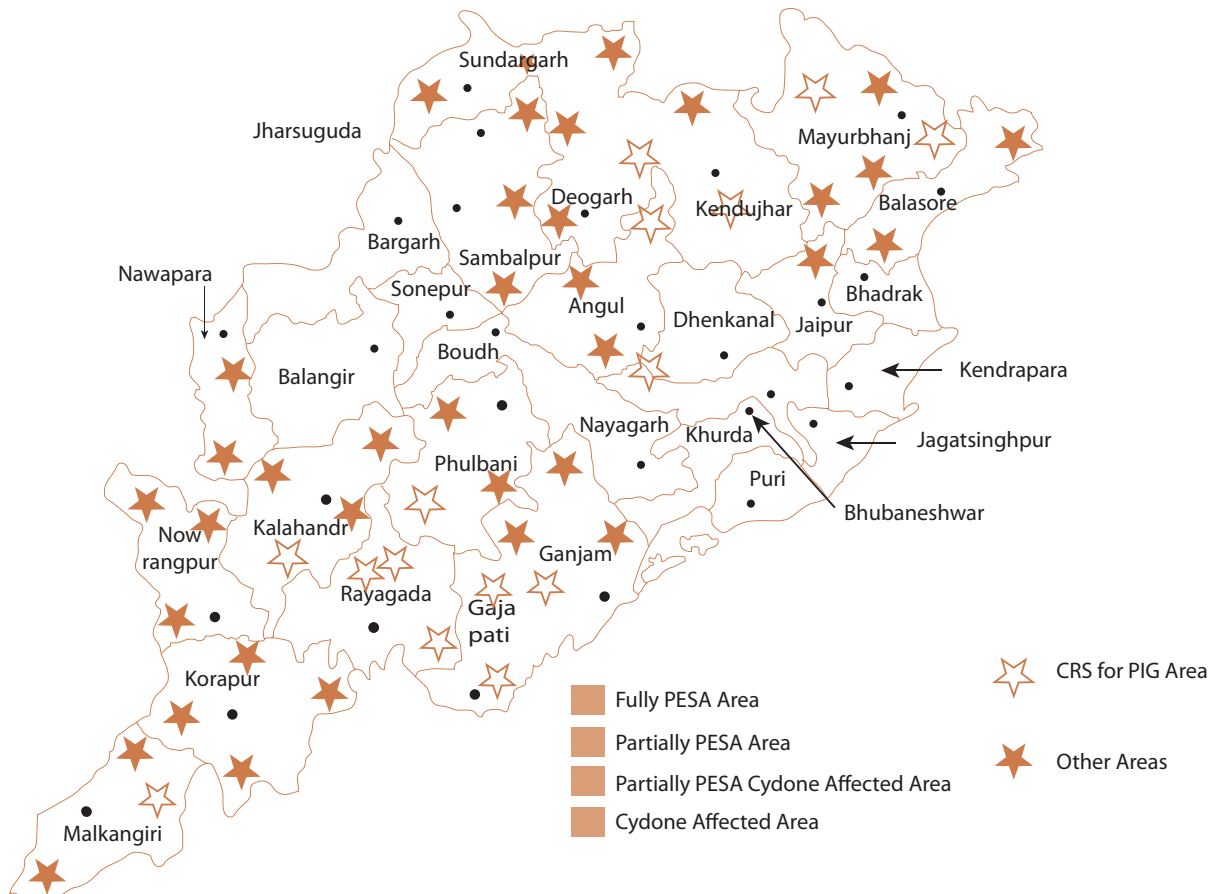 Sundargarh
Jharsuguda
Mayurbhanj
Deogarh
Kendujhar
Balasore
Bargarh
Sambalpur
Nawapara
Sonepur
Angul
Bhadrak
Dhenkanal
Jaipur
Boudh
Balangir
Kendrapara
Nayagarh
Khurda
Jagatsinghpur
Phulbani
Puri
Bhubaneshwar
Kalahandr
Now
rangpur
Ganjam
Rayagada
Gaja
pati
Korapur
Malkangiri
Fully PESA Area
Partially PESA Area
Partially PESA Cydone Affected Area
Cydone Affected Area
CRS for PIG Area
Other Areas